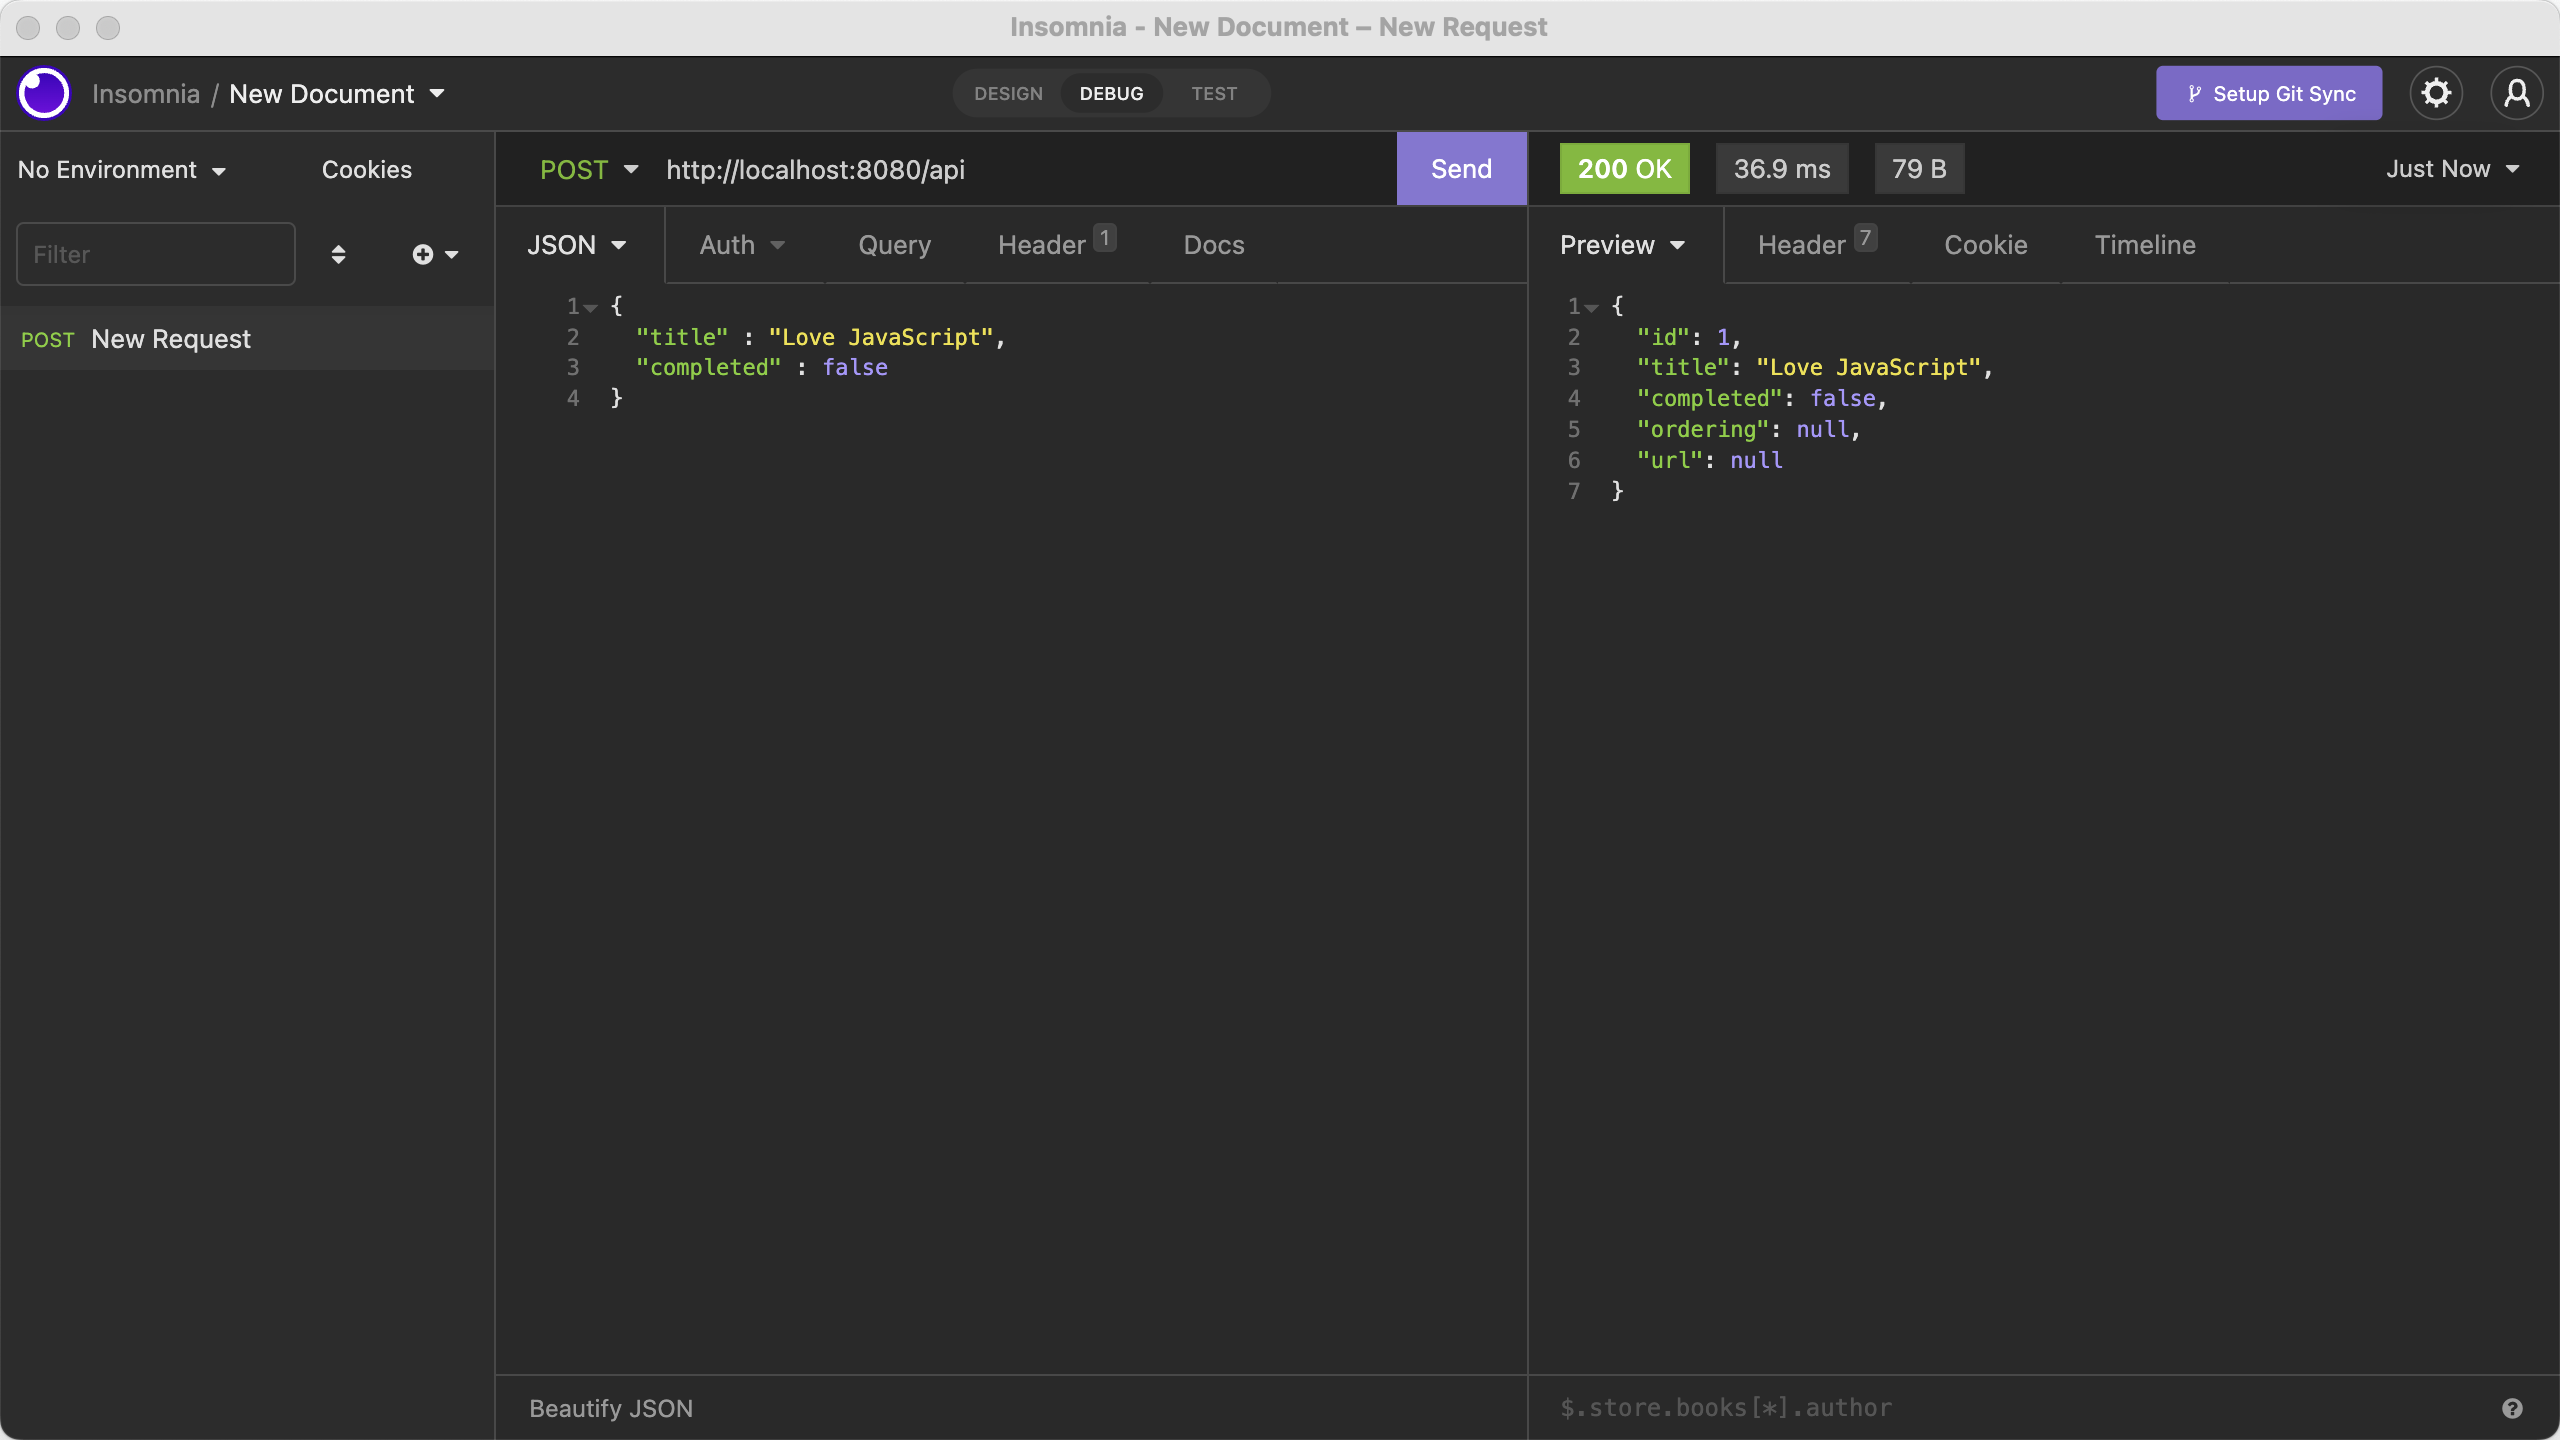 Insomnia - New Document – New Request
Insomnia / New Document
DESIGN DEBUG TEST
Setup Git Sync
No Environment Cookies
POST http://localhost:8080/api Send
200 OK 36.9 ms 79 B Just Now
Filter
JSON Auth Query Header 1 Docs
Preview Header 7 Cookie Timeline
POST New Request
1 {
2 "title" : "Love JavaScript",
3 "completed" : false
4 }
1 {
2 "id": 1,
3 "title": "Love JavaScript",
4 "completed": false,
5 "ordering": null,
6 "url": null
7 }
Beautify JSON
$.store.books[*].author